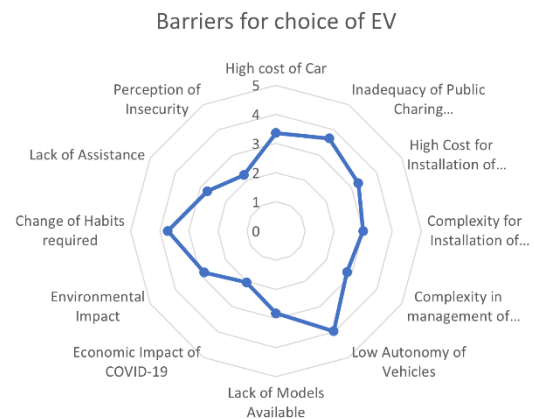 Barriers for choice of EV
High cost of Car
Inadequacy of Public
Charing...
High Cost for
Installation of...
Complexity for
Installation of...
Complexity in
management of...
Low Autonomy of
Vehicles
Lack of Models
Available
Economic Impact of
COVID-19
Environmental
Impact
Change of Habits
required
Lack of Assistance
Perception of
Insecurity
5
4
3
2
1
0